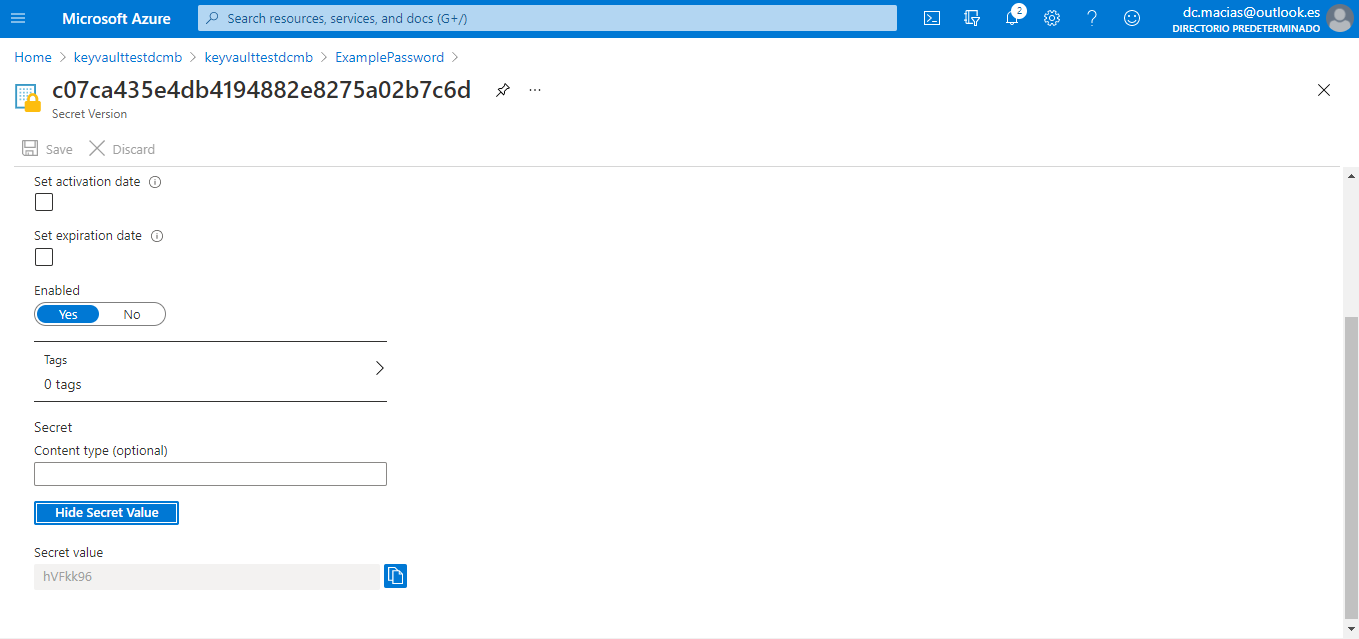 Microsoft Azure
Search resources, services, and docs (G+/)
2
dc.macias@outlook.es
DIRECTORIO PREDETERMINADO
Home > keyvaulttestdcmb > keyvaulttestdcmb > ExamplePassword >
c07ca435e4db4194882e8275a02b7c6d ...
Secret Version
Save Discard
Set activation date
Set expiration date
Enabled
Yes No
Tags
0 tags
Secret
Content type (optional)
Hide Secret Value
Secret value
hVFkk96